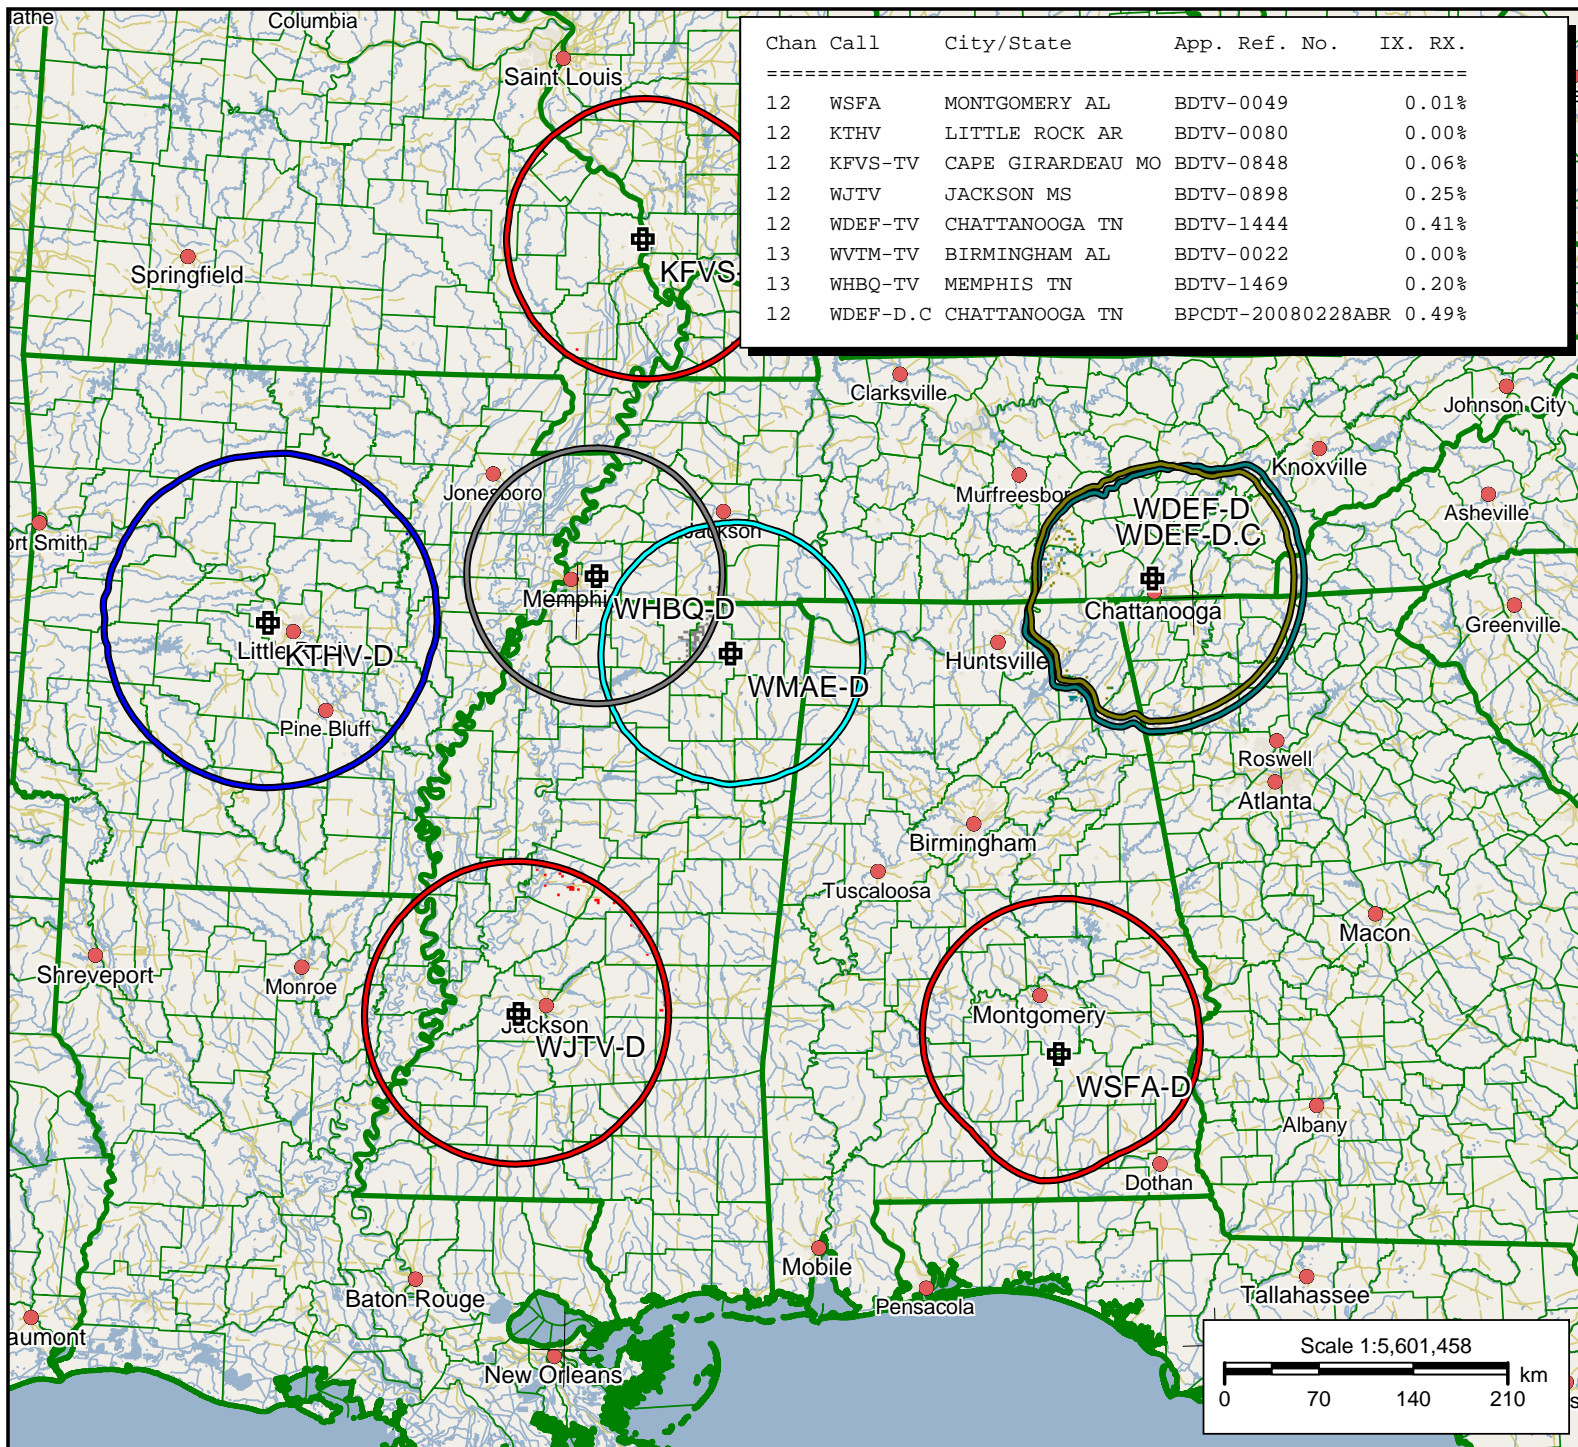 Chan Call City/State App. Ref. No. IX. RX.
=======================================================
12 WSFA MONTGOMERY AL BDTV-0049 0.01%
12 KTHV LITTLE ROCK AR BDTV-0080 0.00%
12 KFVS-TV CAPE GIRARDEAU MO BDTV-0848 0.06%
12 WJTV JACKSON MS BDTV-0898 0.25%
12 WDEF-TV CHATTANOOGA TN BDTV-1444 0.41%
13 WVTM-TV BIRMINGHAM AL BDTV-0022 0.00%
13 WHBQ-TV MEMPHIS TN BDTV-1469 0.20%
12 WDEF-D.C CHATTANOOGA TN BPCDT-20080228ABR 0.49%
athe
Columbia
Saint Louis
Springfield
KFVS-
Clarksville
Johnson City
Knoxville
Jonesboro
Murfreesbor
Asheville
WDEF-D
WDEF-D.C
Jackson
ort Smith
Memphi
WHBQ-D
Chattanooga
Greenville
Little
KTHV-D
Huntsville
WMAE-D
Pine Bluff
Roswell
Atlanta
Birmingham
Tuscaloosa
Macon
Shreveport
Monroe
Jackson
WJTV-D
Montgomery
WSFA-D
Albany
Dothan
Mobile
Baton Rouge
Pensacola
Tallahassee
aumont
New Orleans
Scale 1:5,601,458
km
0 70 140 210
s